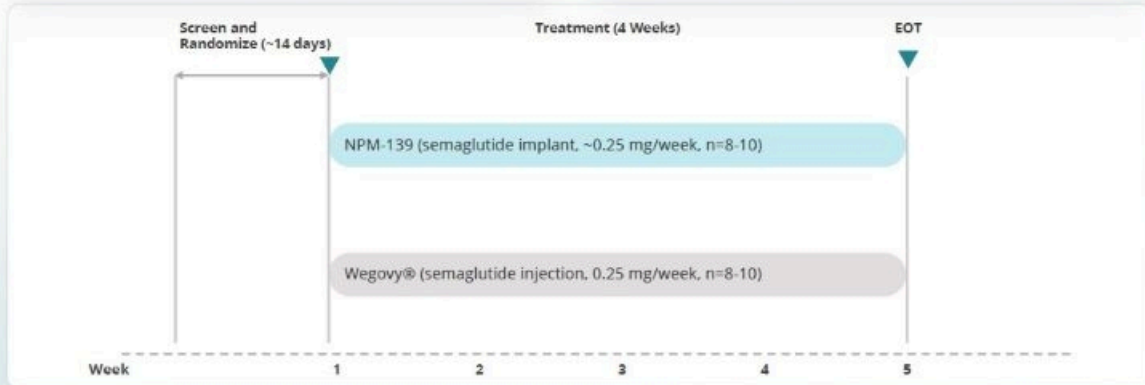 Screen and
Randomize (~14 days)
Treatment (4 Weeks)
EOT
NPM-139 (semaglutide implant, ~0.25 mg/week, n=8-10)
Wegovy® (semaglutide injection, 0.25 mg/week, n=8-10)
Week 1 2 3 4 5